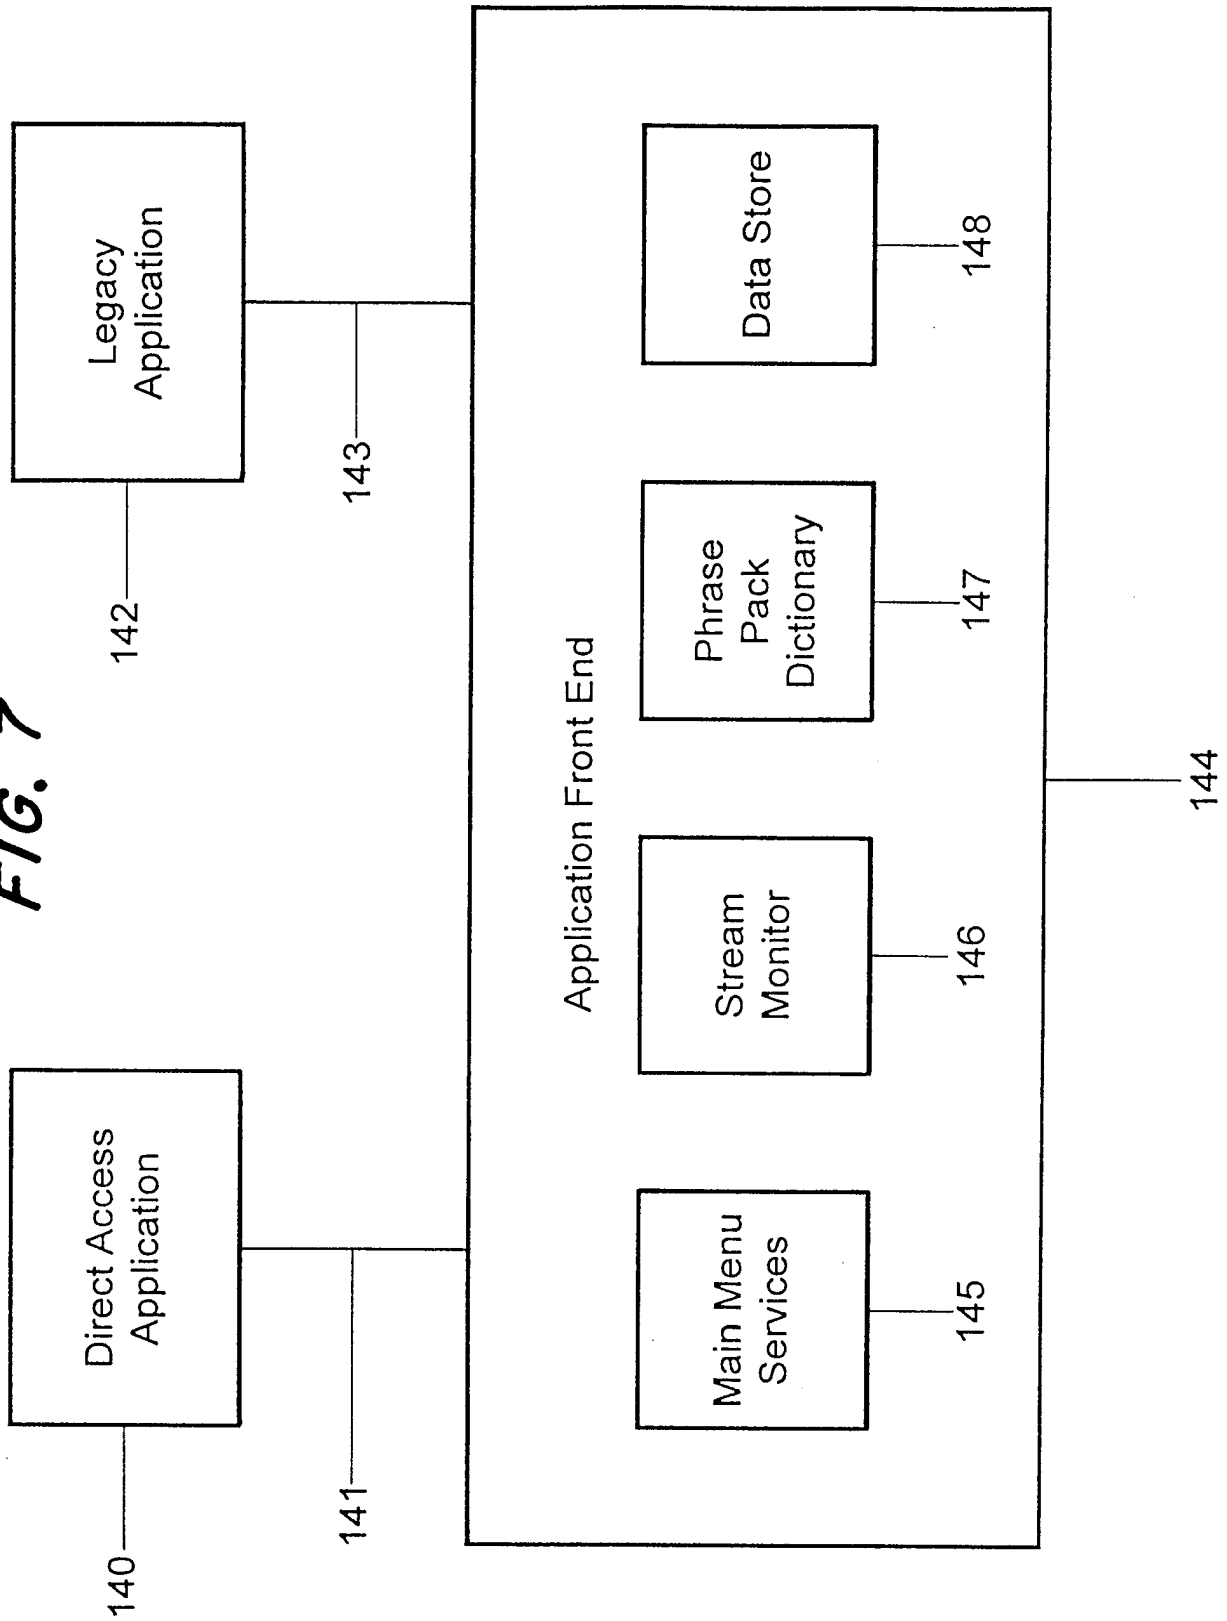 FIG. 7
Direct Access
Application
140
141
Legacy
Application
142
143
Application Front End
Main Menu
Services
145
Stream
Monitor
146
Phrase
Pack
Dictionary
147
Data Store
148
144